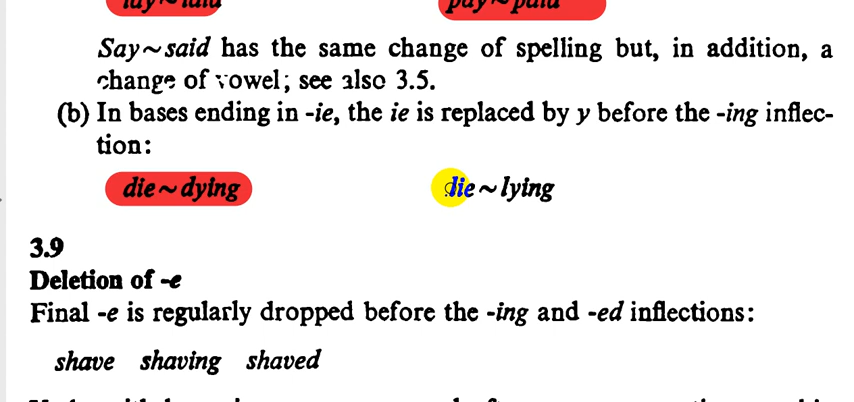 Say~said has the same change of spelling but, in addition, a
change of vowel; see also 3.5.
(b) In bases ending in -ie, the ie is replaced by y before the -ing inflec-
tion:
die~dying lie~lying
3.9
Deletion of -e
Final -e is regularly dropped before the -ing and -ed inflections:
shave shaving shaved